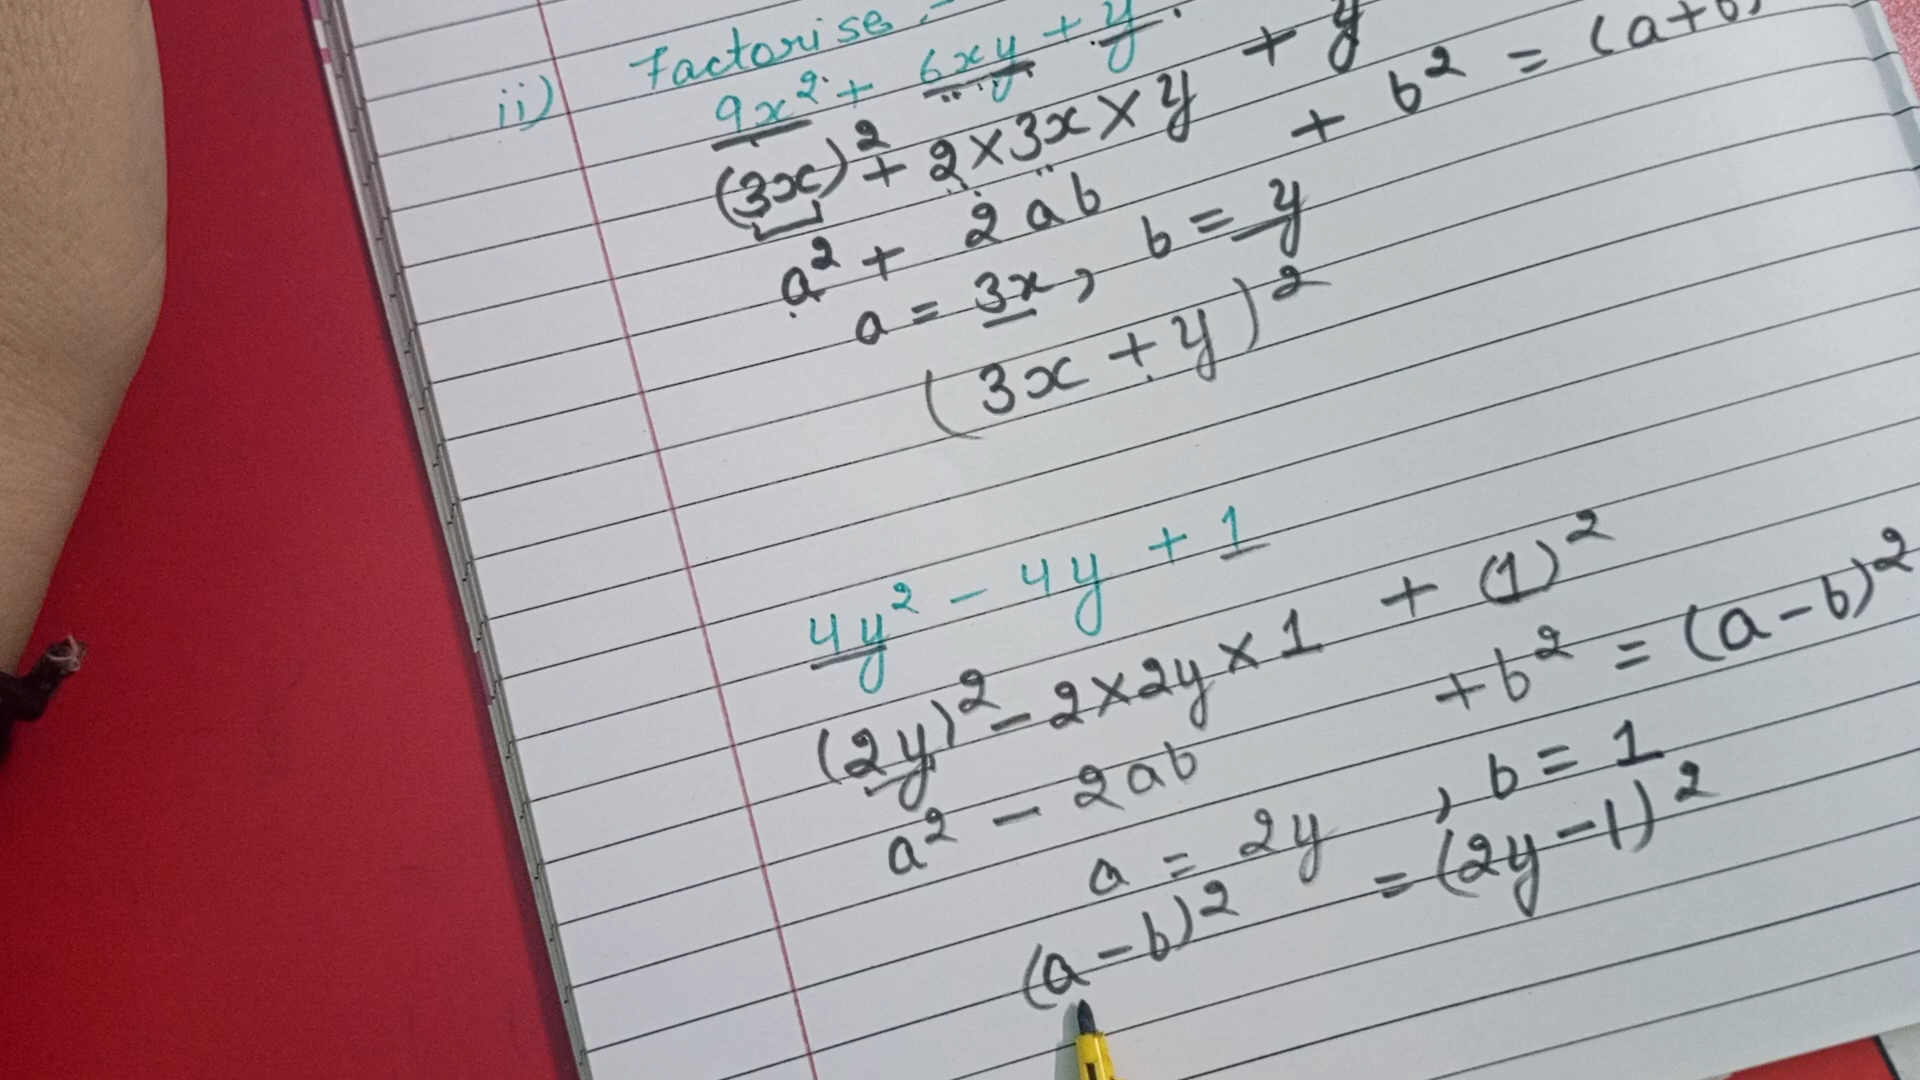 ii) Factorise
9x² + 6xy + y
(3x)² + 2×3x×y + y
a² + 2ab + b² = (a+b)
a = 3x, b = y
(3x + y)²
4y² - 4y + 1
(2y)² - 2×2y×1 + (1)²
a² - 2ab + b² = (a-b)²
a = 2y, b = 1
(a-b)² = (2y-1)²